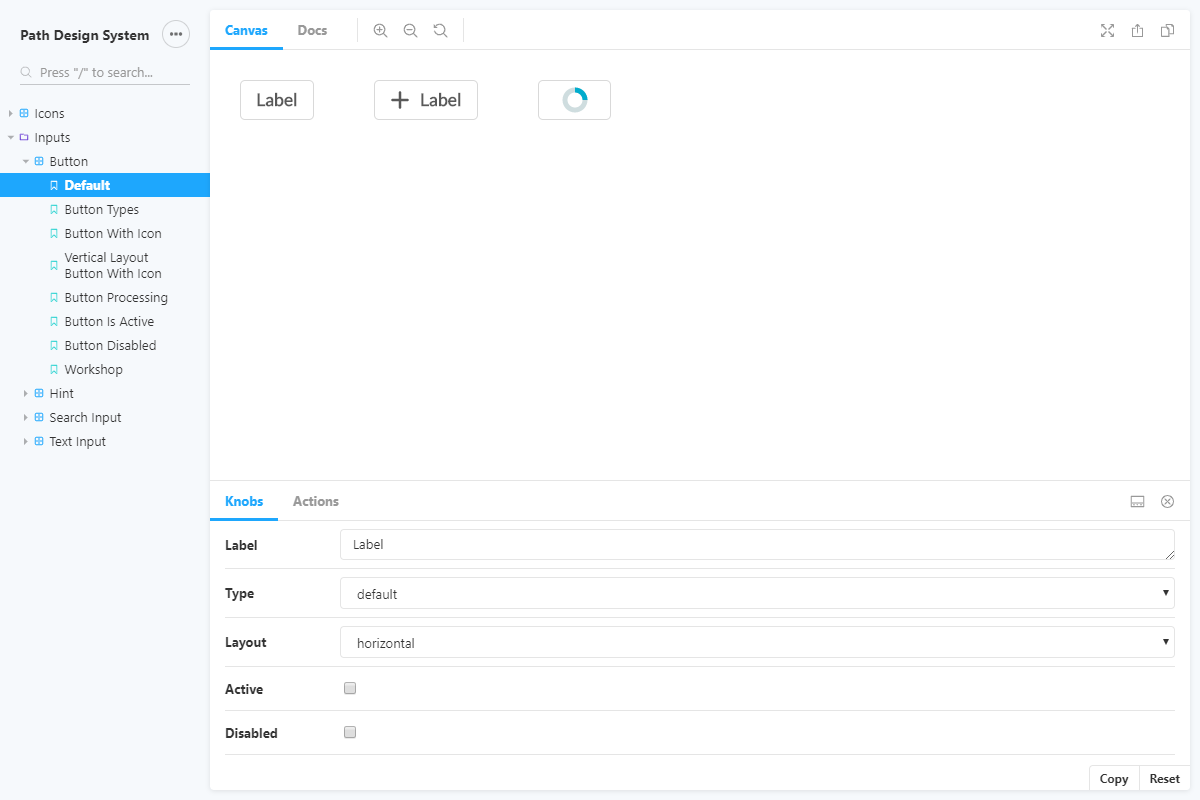 Path Design System
Press "/" to search...
Icons
Inputs
Button
Default
Button Types
Button With Icon
Vertical Layout
Button With Icon
Button Processing
Button Is Active
Button Disabled
Workshop
Hint
Search Input
Text Input
Canvas Docs
Label Label
Knobs Actions
Label Label
Type default
Layout horizontal
Active
Disabled
Copy Reset